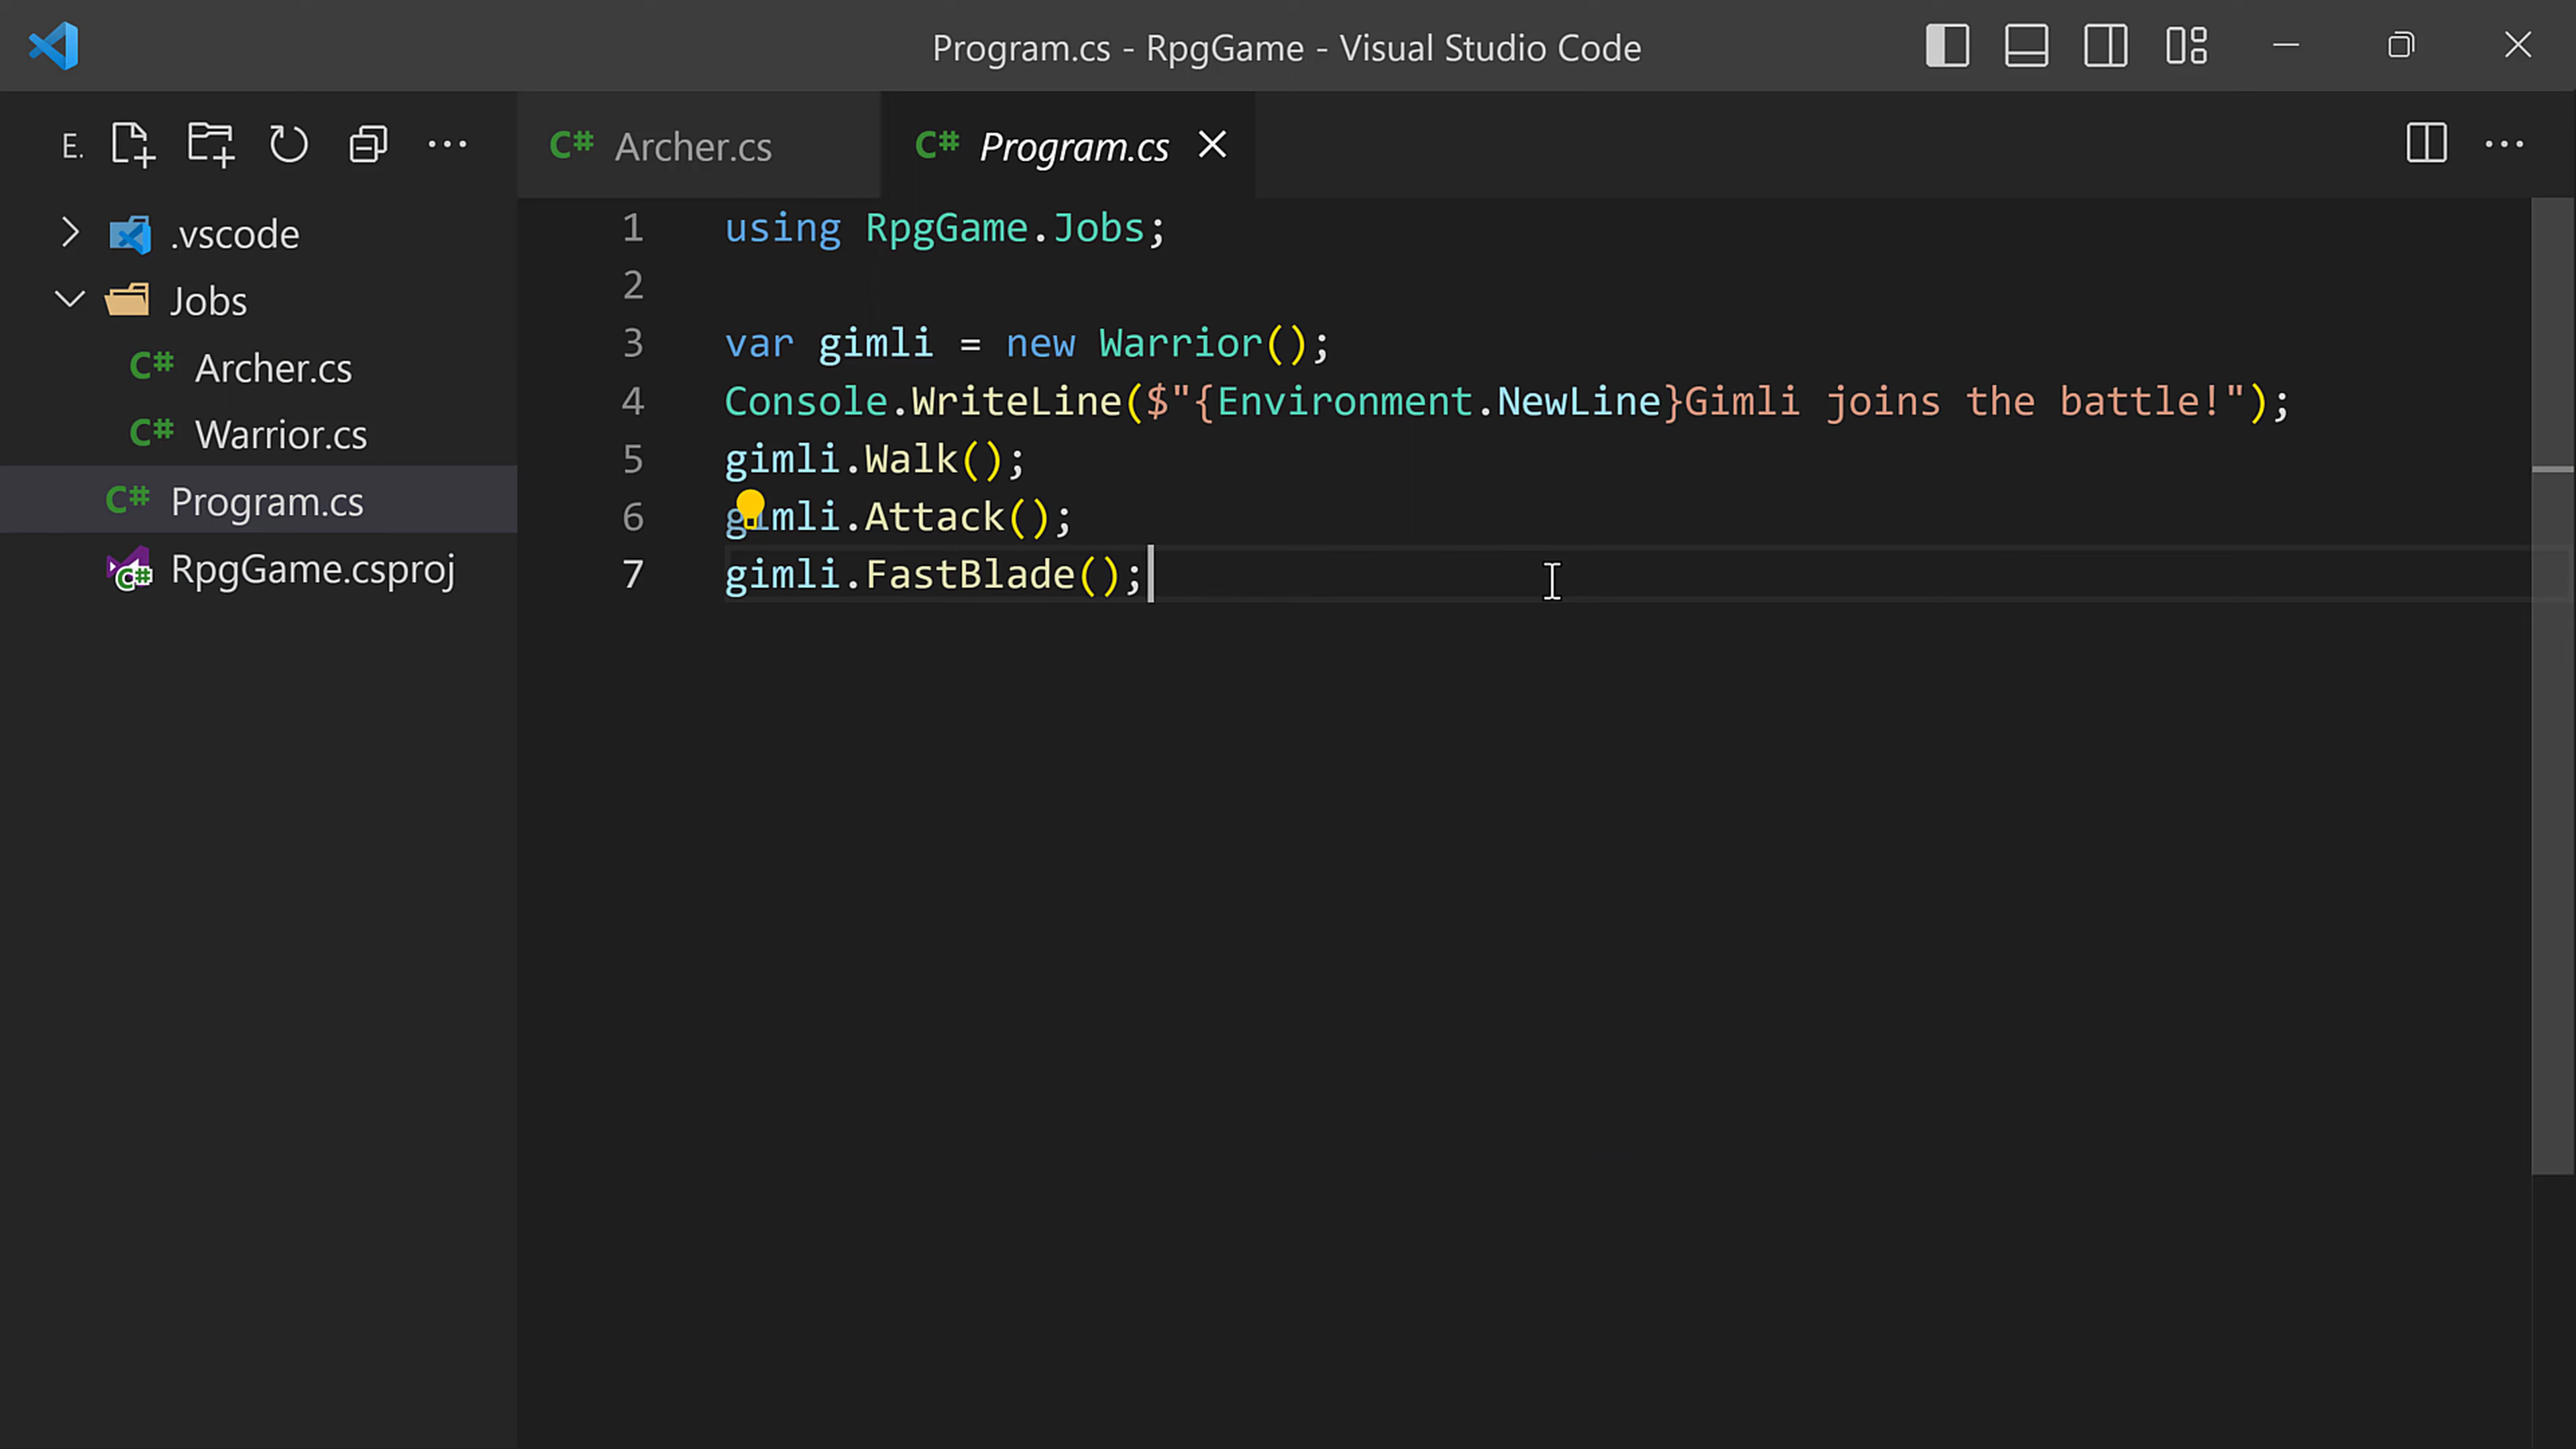 Program.cs - RpgGame - Visual Studio Code
E.
Archer.cs
Program.cs
.vscode
Jobs
Archer.cs
Warrior.cs
Program.cs
RpgGame.csproj
1 using RpgGame.Jobs;
2
3 var gimli = new Warrior();
4 Console.WriteLine($"{Environment.NewLine}Gimli joins the battle!");
5 gimli.Walk();
6 gimli.Attack();
7 gimli.FastBlade();